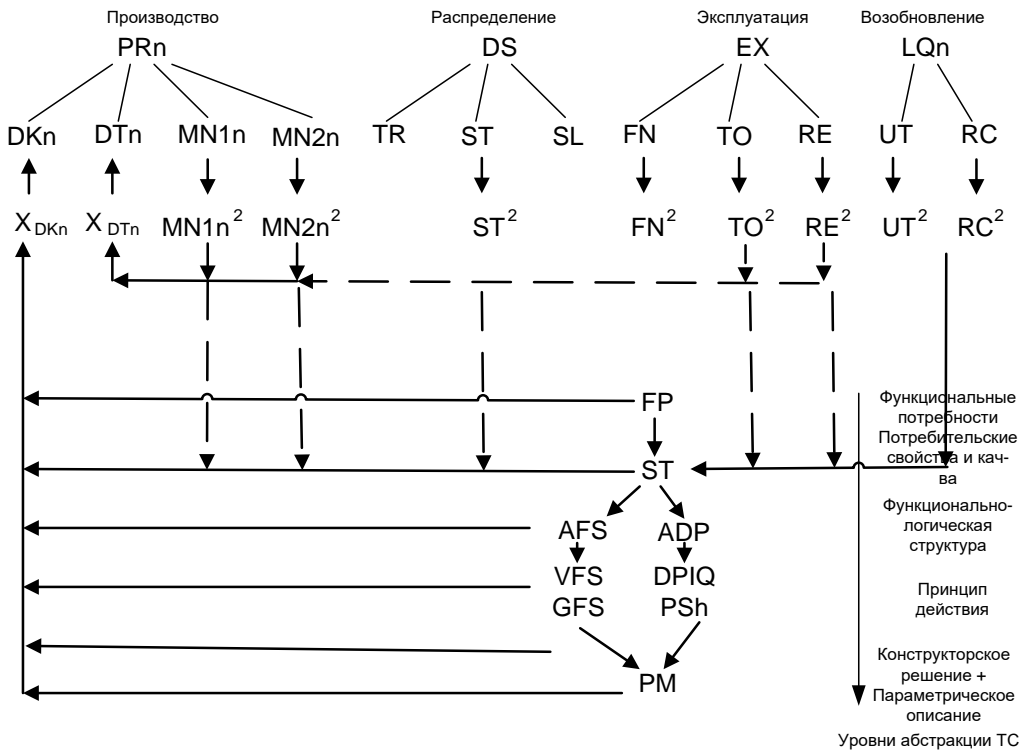 Производство Распределение Эксплуатация Возобновление
PRn DS EX LQn
DKn DTn MN1n MN2n TR ST SL FN TO RE UT RC
X DKn X DTn MN1n² MN2n² ST² FN² TO² RE² UT² RC²
FP
ST
AFS ADP
VFS DPIQ
GFS PSh
PM
Функциональные
потребности
Потребительские
свойства и кач-
ва
Функционально-
логическая
структура
Принцип
действия
Конструкторское
решение +
Параметрическое
описание
Уровни абстракции ТС